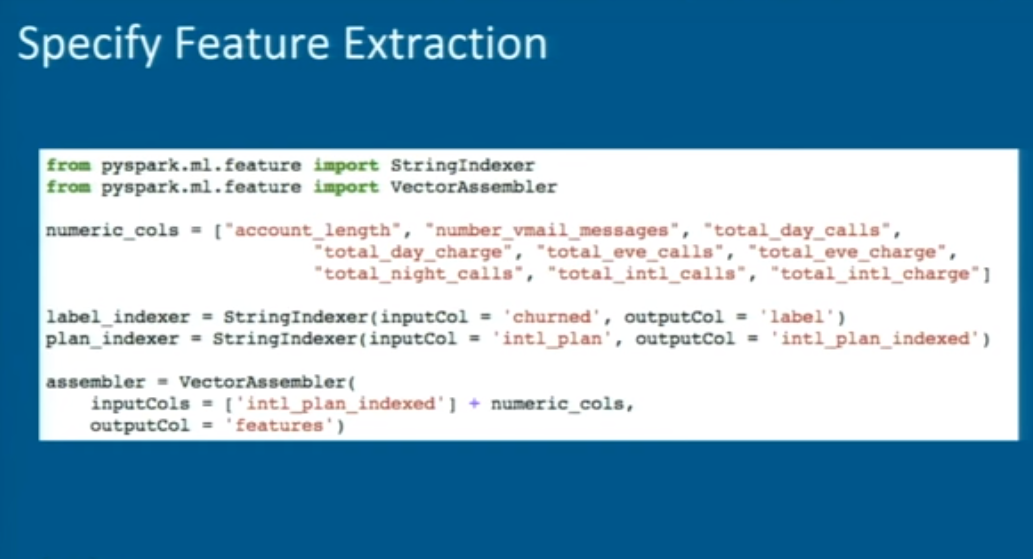 Specify Feature Extraction
from pyspark.ml.feature import StringIndexer
from pyspark.ml.feature import VectorAssembler
numeric_cols = ["account_length", "number_vmail_messages", "total_day_calls",
"total_day_charge", "total_eve_calls", "total_eve_charge",
"total_night_calls", "total_intl_calls", "total_intl_charge"]
label_indexer = StringIndexer(inputCol = 'churned', outputCol = 'label')
plan_indexer = StringIndexer(inputCol = 'intl_plan', outputCol = 'intl_plan_indexed')
assembler = VectorAssembler(
inputCols = ['intl_plan_indexed'] + numeric_cols,
outputCol = 'features')